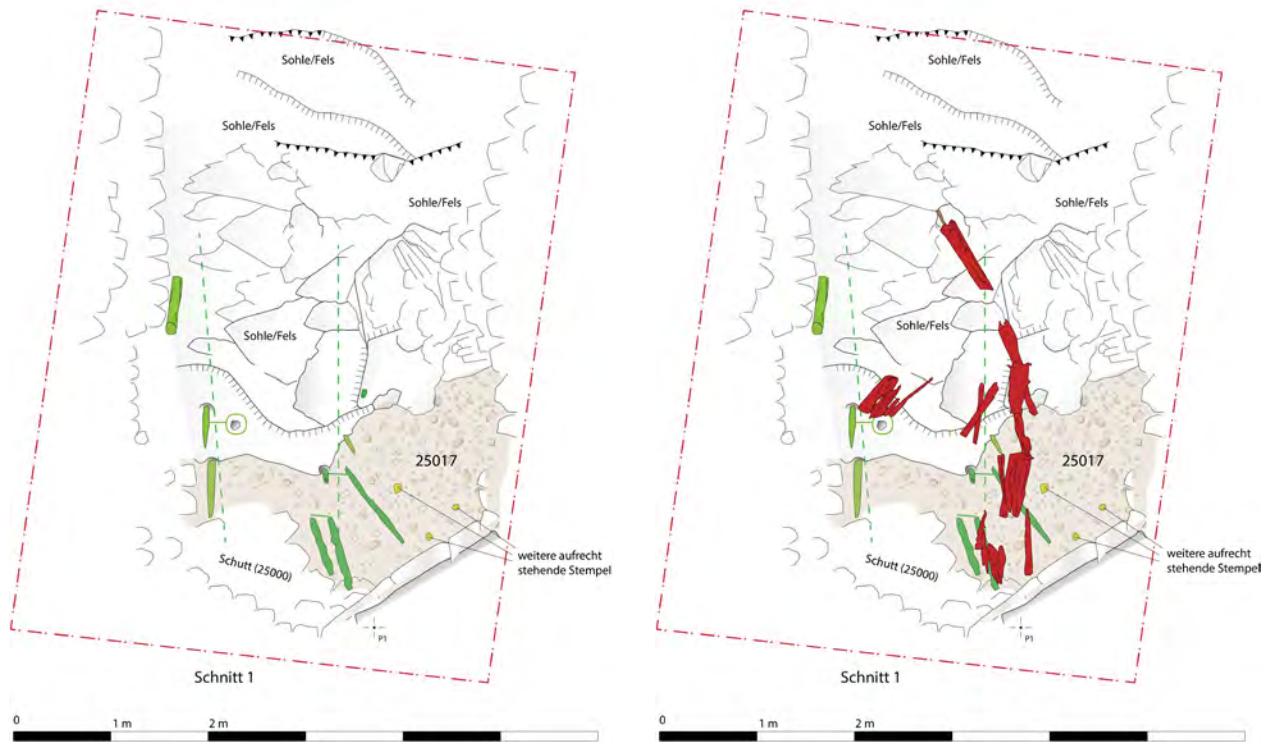 Sohle/Fels
Sohle/Fels
Sohle/Fels
Sohle/Fels
25017
weitere aufrecht
stehende Stempel
Schutt (25000)
P1
Schnitt 1
0
1 m
2 m
Sohle/Fels
Sohle/Fels
Sohle/Fels
Sohle/Fels
25017
weitere aufrecht
stehende Stempel
Schutt (25000)
P1
Schnitt 1
0
1 m
2 m